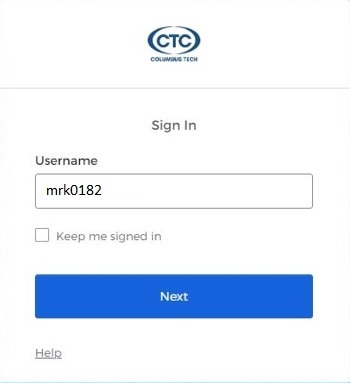 CTC
COLUMBUS TECH
Sign In
Username
mrk0182
Keep me signed in
Next
Help